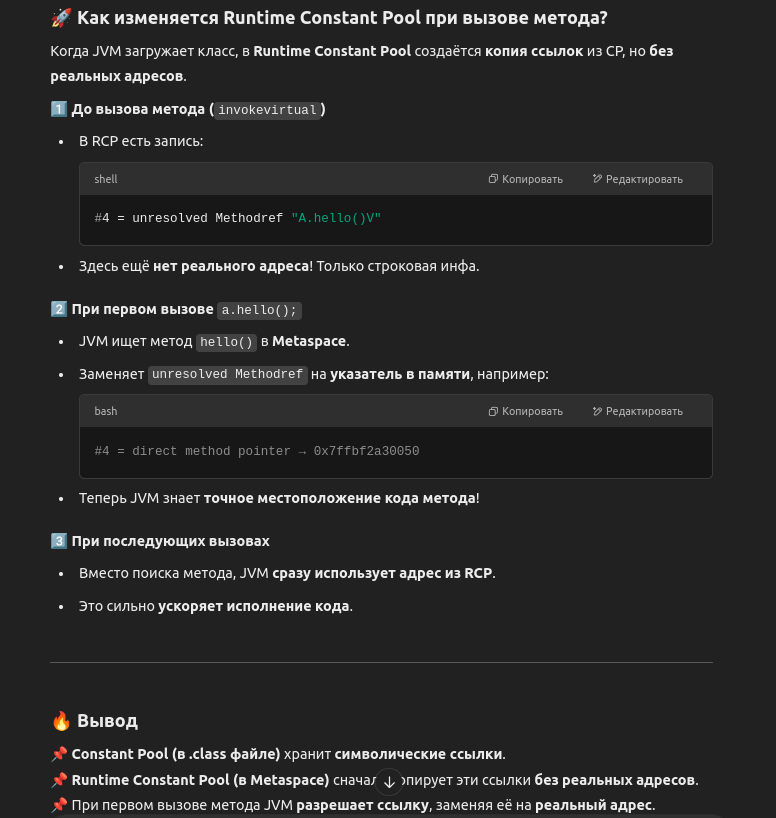 🚀 Как изменяется Runtime Constant Pool при вызове метода?
Когда JVM загружает класс, в Runtime Constant Pool создаётся копия ссылок из CP, но без
реальных адресов.
1️⃣ До вызова метода (invokevirtual)
• В RCP есть запись:
shell Копировать Редактировать
#4 = unresolved Methodref "A.hello()V"
• Здесь ещё нет реального адреса! Только строковая инфа.
2️⃣ При первом вызове a.hello();
• JVM ищет метод hello() в Metaspace.
• Заменяет unresolved Methodref на указатель в памяти, например:
bash Копировать Редактировать
#4 = direct method pointer → 0x7ffbf2a30050
• Теперь JVM знает точное местоположение кода метода!
3️⃣ При последующих вызовах
• Вместо поиска метода, JVM сразу использует адрес из RCP.
• Это сильно ускоряет исполнение кода.
🔥 Вывод
📌 Constant Pool (в .class файле) хранит символические ссылки.
📌 Runtime Constant Pool (в Metaspace) сначала копирует эти ссылки без реальных адресов.
📌 При первом вызове метода JVM разрешает ссылку, заменяя её на реальный адрес.